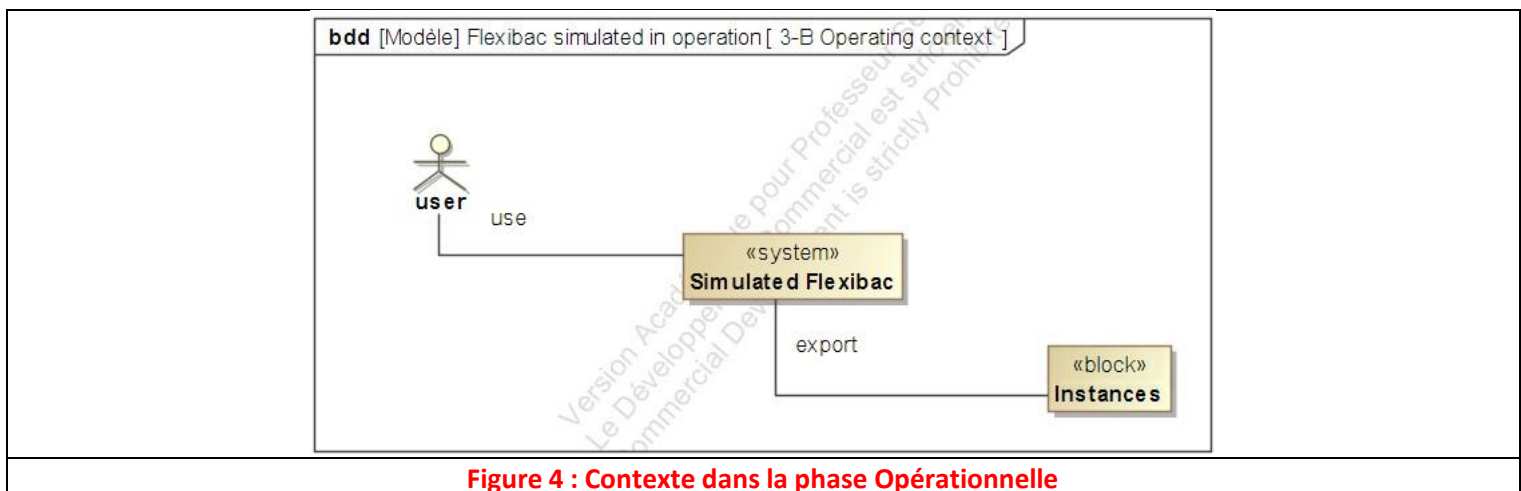 bdd [Modèle] Flexibac simulated in operation [ 3-B Operating context ]
user
use
«system»
Simulated Flexibac
export
«block»
Instances
Figure 4 : Contexte dans la phase Opérationnelle